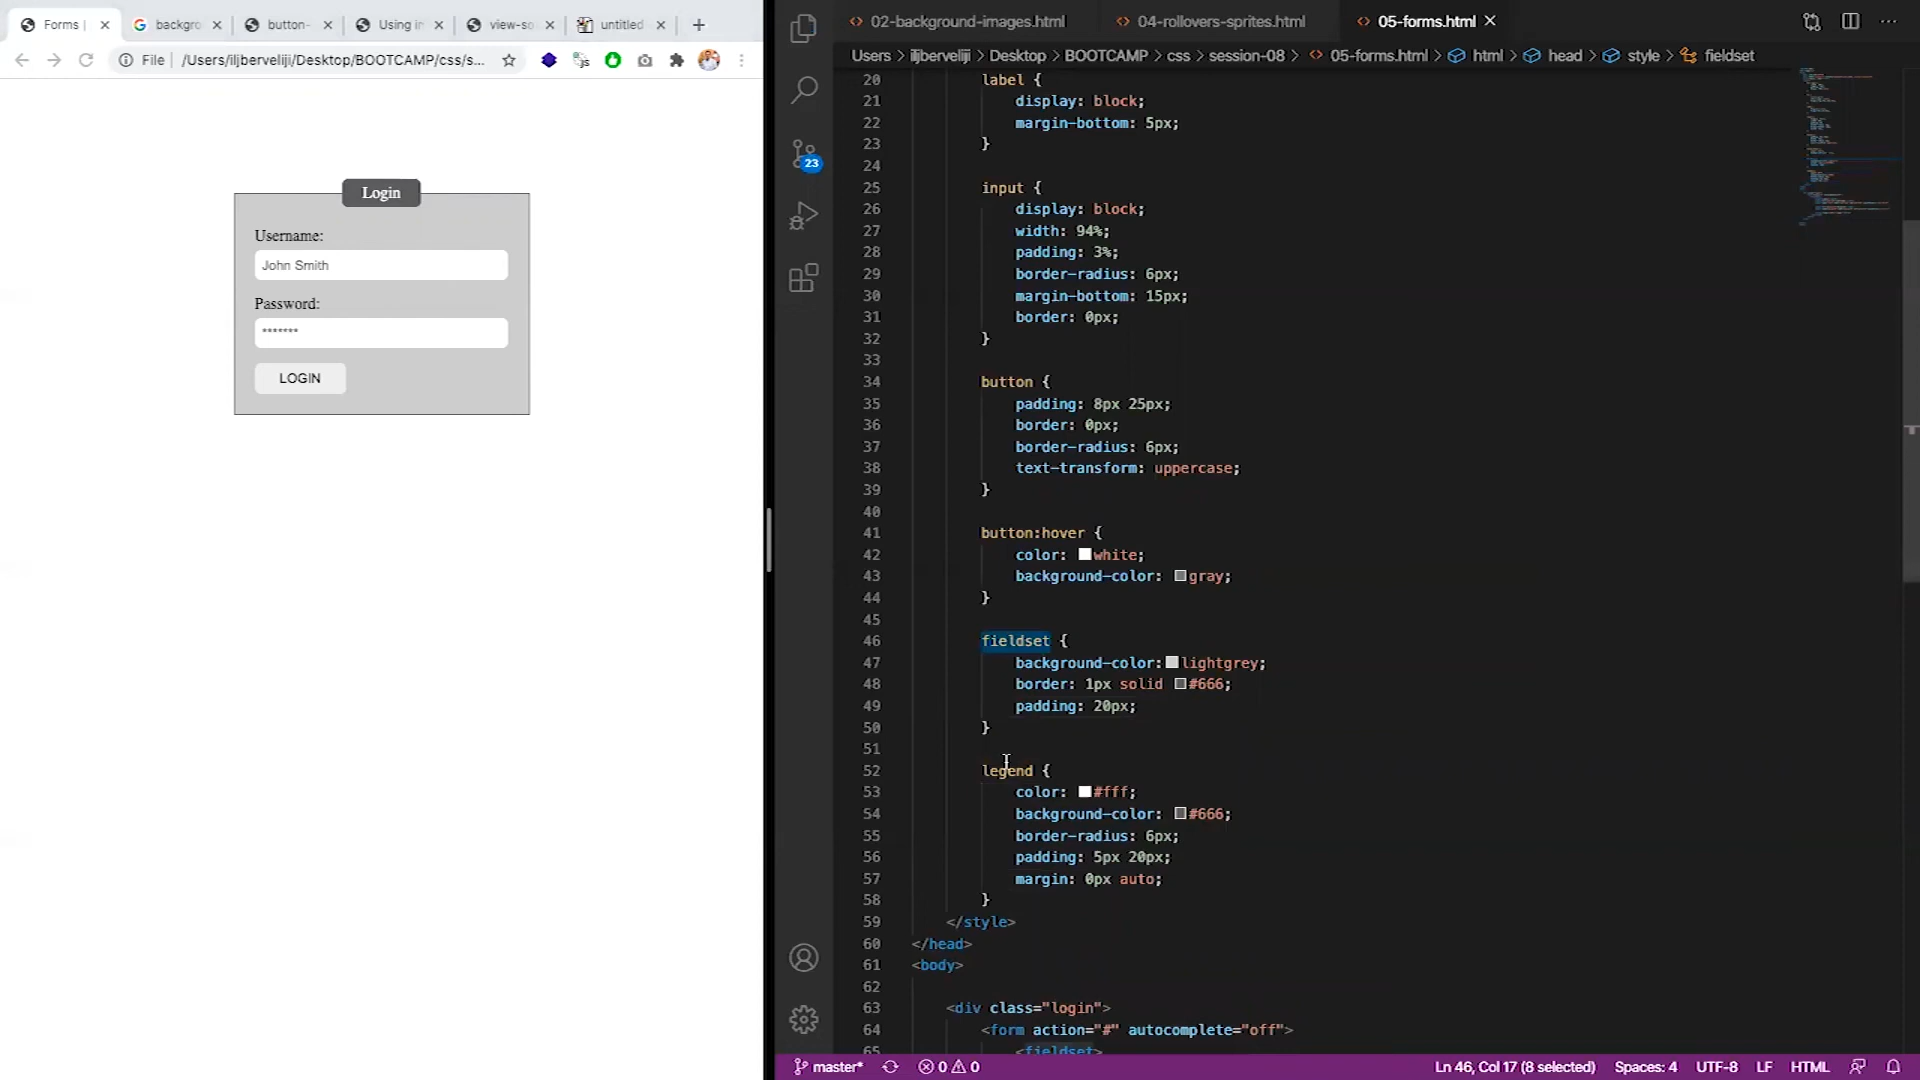 Forms |
backgro
button-
Using in
view-so
untitled
File
/Users/iljberveliji/Desktop/BOOTCAMP/css/s...
Login
Username:
John Smith
Password:
*******
LOGIN
02-background-images.html
04-rollovers-sprites.html
05-forms.html
Users > iljberveliji > Desktop > BOOTCAMP > css > session-08 > 05-forms.html > html > head > style > fieldset
23
20 label {
21 display: block;
22 margin-bottom: 5px;
23 }
24
25 input {
26 display: block;
27 width: 94%;
28 padding: 3%;
29 border-radius: 6px;
30 margin-bottom: 15px;
31 border: 0px;
32 }
33
34 button {
35 padding: 8px 25px;
36 border: 0px;
37 border-radius: 6px;
38 text-transform: uppercase;
39 }
40
41 button:hover {
42 color: white;
43 background-color: gray;
44 }
45
46 fieldset {
47 background-color: lightgrey;
48 border: 1px solid #666;
49 padding: 20px;
50 }
51
52 legend {
53 color: #fff;
54 background-color: #666;
55 border-radius: 6px;
56 padding: 5px 20px;
57 margin: 0px auto;
58 }
59 </style>
60 </head>
61 <body>
62
63 <div class="login">
64 <form action="#" autocomplete="off">
65 <fieldset>
master* 0 0
Ln 46, Col 17 (8 selected) Spaces: 4 UTF-8 LF HTML